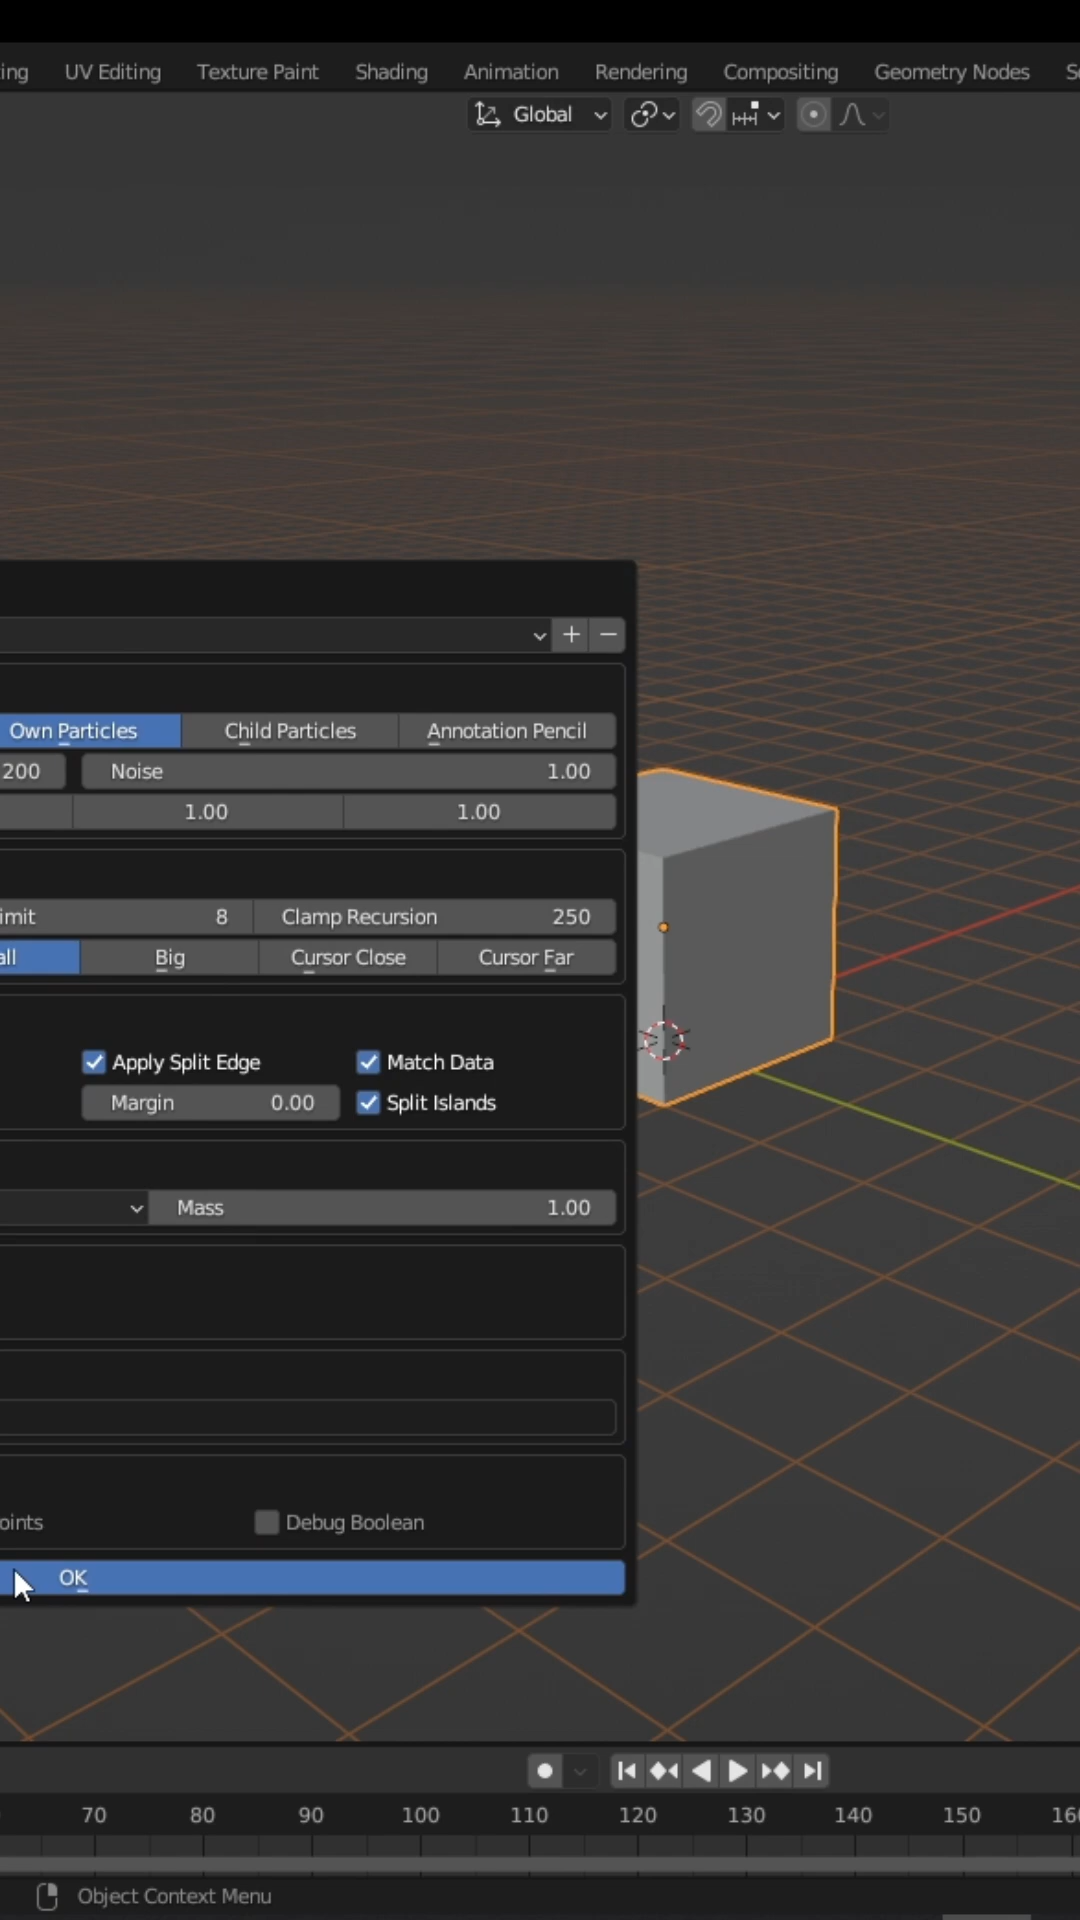 ing UV Editing Texture Paint Shading Animation Rendering Compositing Geometry Nodes S
Global
Own Particles Child Particles Annotation Pencil
200 Noise 1.00
1.00 1.00
imit 8 Clamp Recursion 250
all Big Cursor Close Cursor Far
Apply Split Edge Match Data
Margin 0.00 Split Islands
Mass 1.00
oints Debug Boolean
OK
70 80 90 100 110 120 130 140 150 160
Object Context Menu